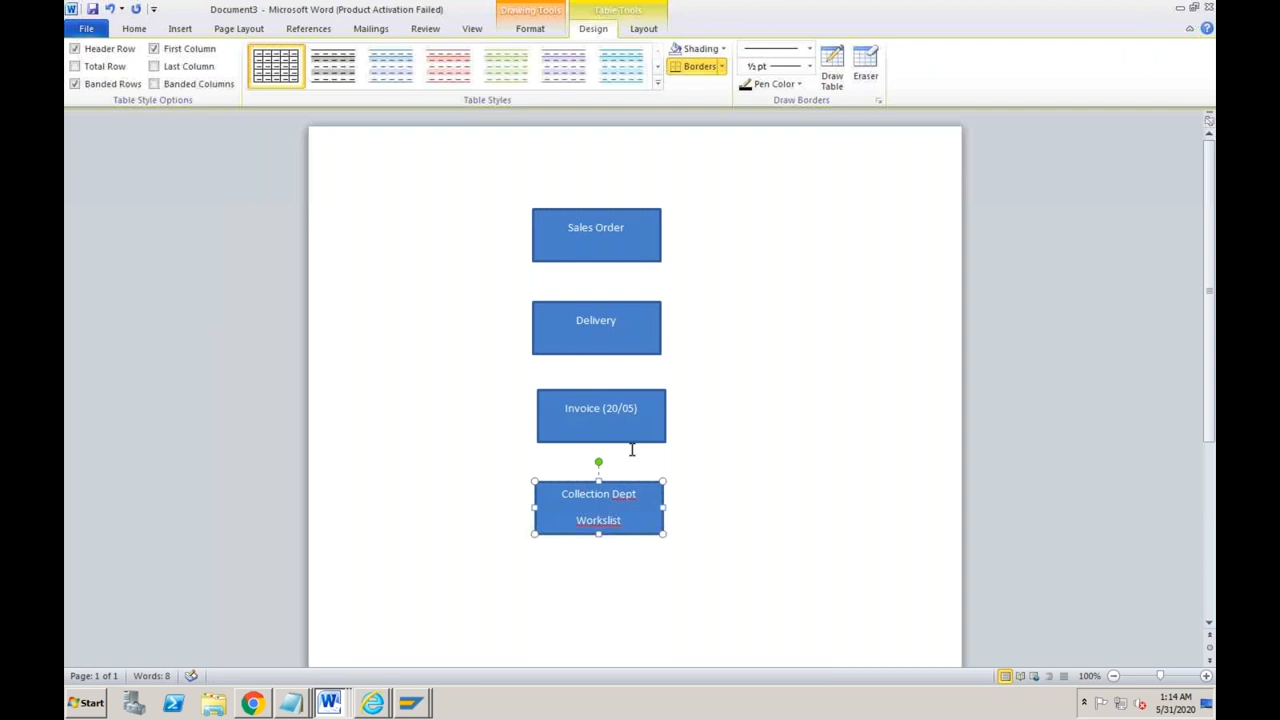 Document3 - Microsoft Word (Product Activation Failed)
Drawing Tools
Table Tools
File Home Insert Page Layout References Mailings Review View Format Design Layout
Header Row First Column
Total Row Last Column
Banded Rows Banded Columns
Table Style Options
Table Styles
Shading
Borders
½ pt
Pen Color
Draw Table
Eraser
Draw Borders
Sales Order
Delivery
Invoice (20/05)
Collection Dept
Workslist
Page: 1 of 1 Words: 8
100%
Start
1:14 AM
5/31/2020